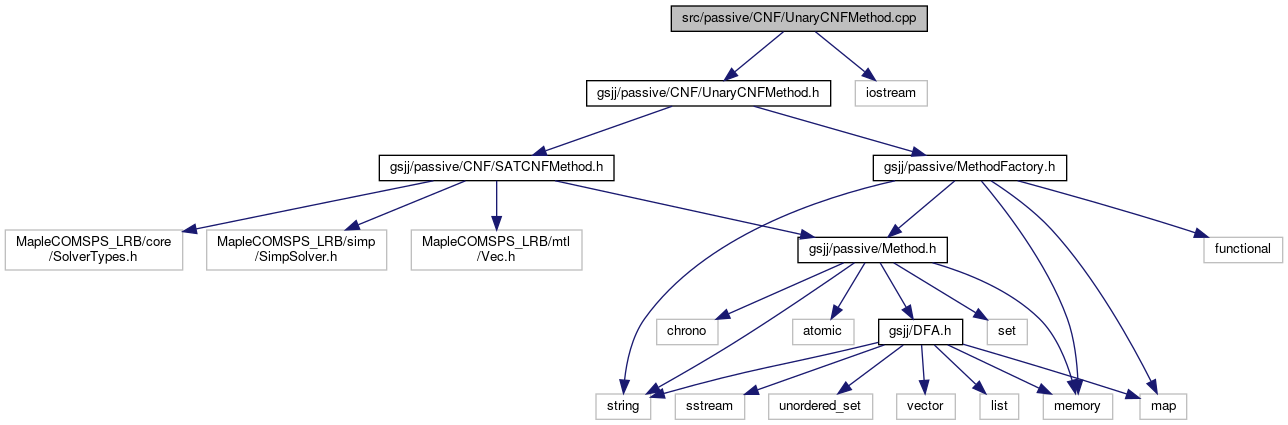 src/passive/CNF/UnaryCNFMethod.cpp
gsjj/passive/CNF/UnaryCNFMethod.h
iostream
gsjj/passive/CNF/SATCNFMethod.h
gsjj/passive/MethodFactory.h
MapleCOMSPS_LRB/core
/SolverTypes.h
MapleCOMSPS_LRB/simp
/SimpSolver.h
MapleCOMSPS_LRB/mtl
/Vec.h
gsjj/passive/Method.h
functional
chrono
atomic
gsjj/DFA.h
set
string
sstream
unordered_set
vector
list
memory
map